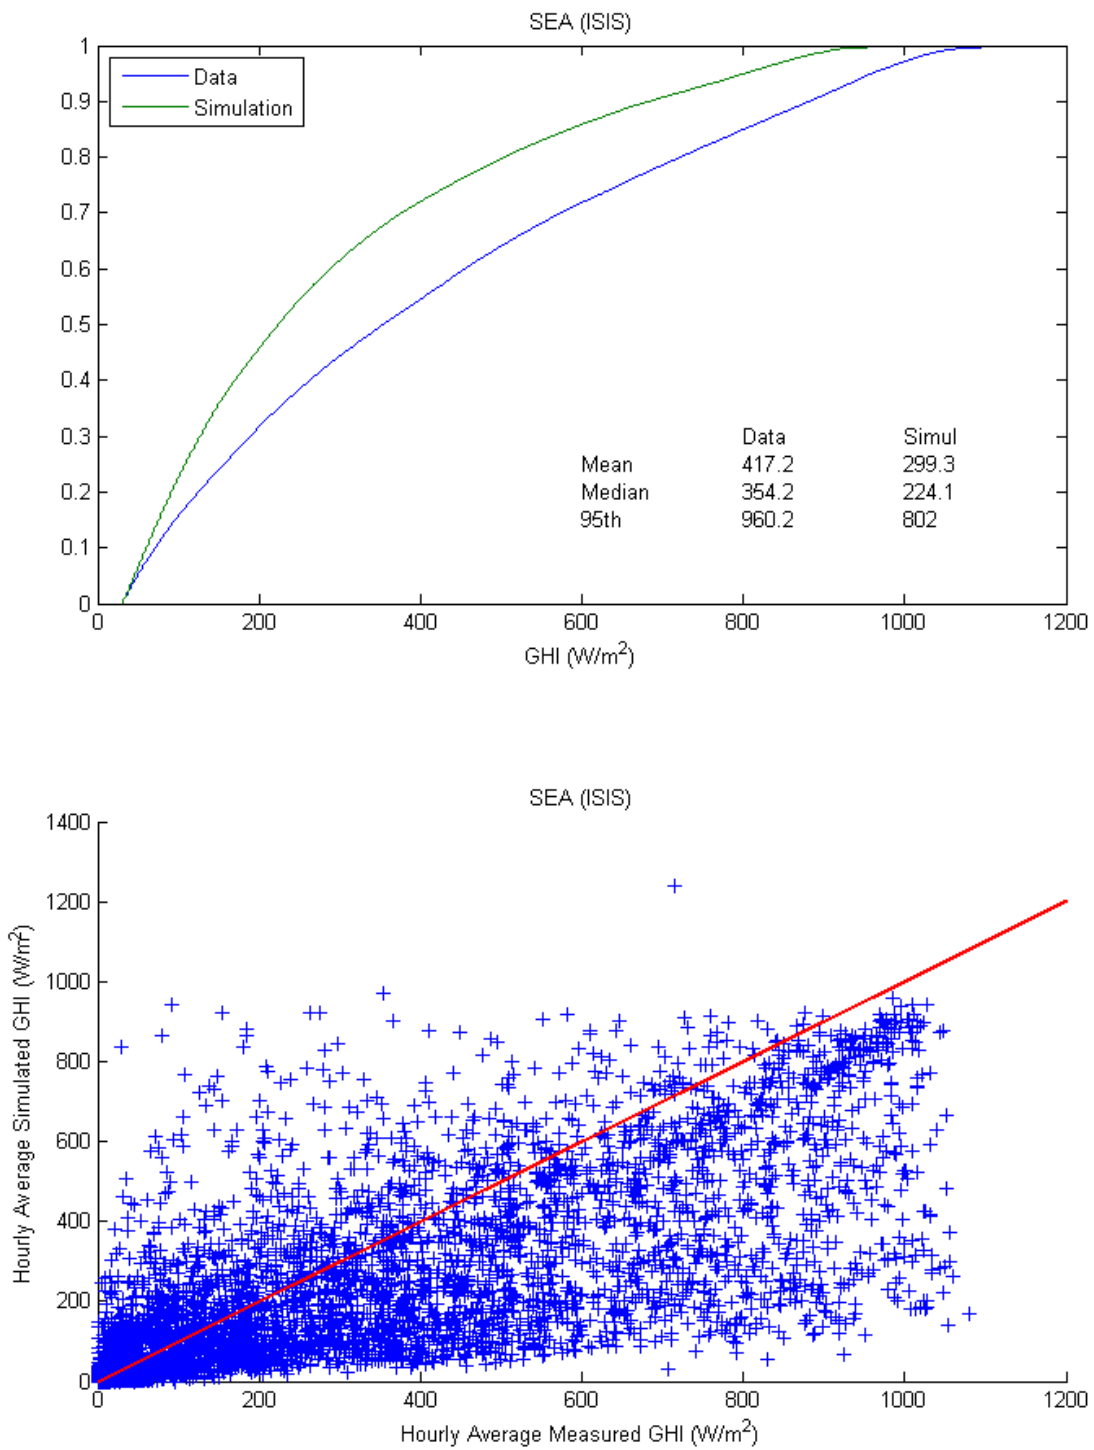 SEA (ISIS)
1
0.9
0.8
0.7
0.6
0.5
0.4
0.3
0.2
0.1
0
Data
Simulation
Data Simul
Mean 417.2 299.3
Median 354.2 224.1
95th 960.2 802
0 200 400 600 800 1000 1200
GHI (W/m²)
SEA (ISIS)
Hourly Average Simulated GHI (W/m²)
1400
1200
1000
800
600
400
200
0
0 200 400 600 800 1000 1200
Hourly Average Measured GHI (W/m²)